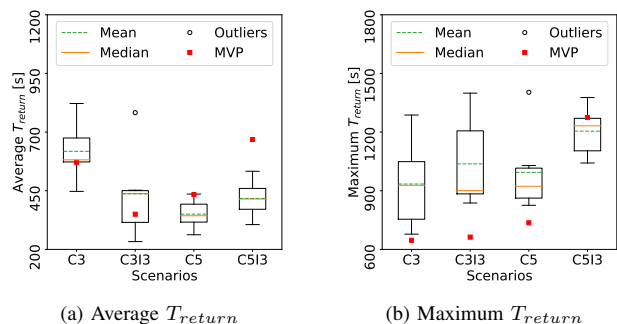 1200
950
700
450
200
Average T_return [s]
Mean
Median
Outliers
MVP
C3 C3I3 C5 C5I3
Scenarios
(a) Average T_return
1800
1500
1200
900
600
Maximum T_return [s]
Mean
Median
Outliers
MVP
C3 C3I3 C5 C5I3
Scenarios
(b) Maximum T_return